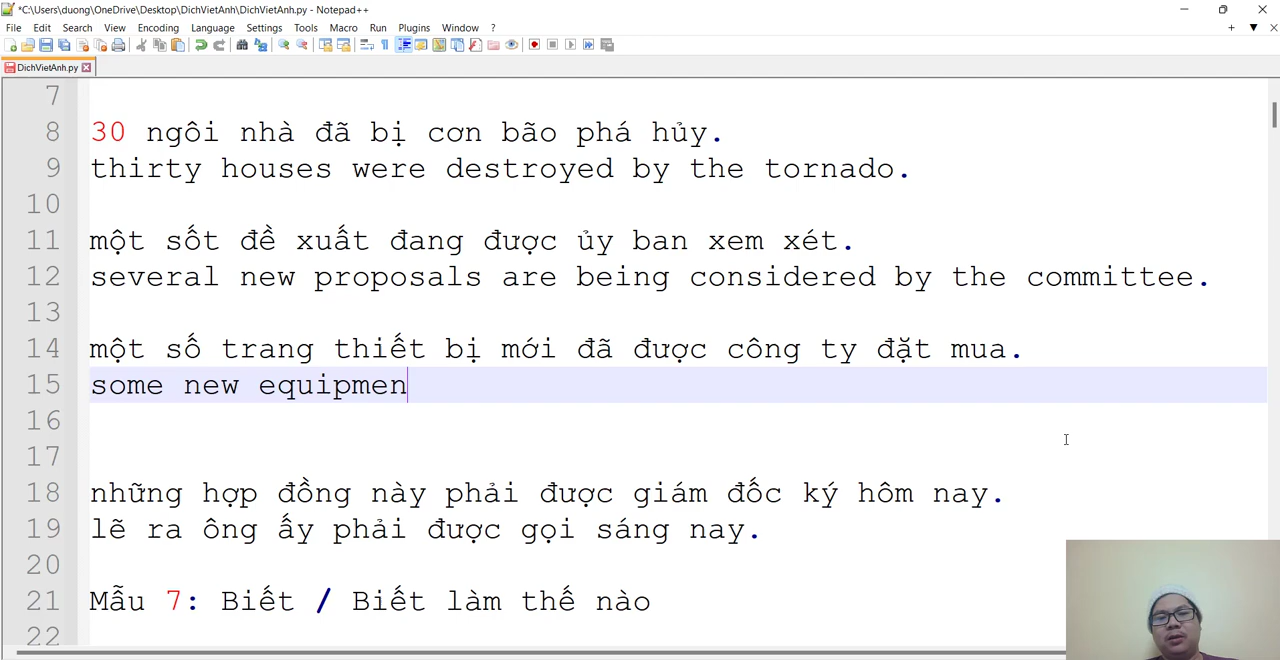 *C:\Users\duong\OneDrive\Desktop\DichVietAnh\DichVietAnh.py - Notepad++
File Edit Search View Encoding Language Settings Tools Macro Run Plugins Window ?
DichVietAnh.py
7
8 30 ngôi nhà đã bị cơn bão phá hủy.
9 thirty houses were destroyed by the tornado.
10
11 một sốt đề xuất đang được ủy ban xem xét.
12 several new proposals are being considered by the committee.
13
14 một số trang thiết bị mới đã được công ty đặt mua.
15 some new equipmen
16
17
18 những hợp đồng này phải được giám đốc ký hôm nay.
19 lẽ ra ông ấy phải được gọi sáng nay.
20
21 Mẫu 7: Biết / Biết làm thế nào
22